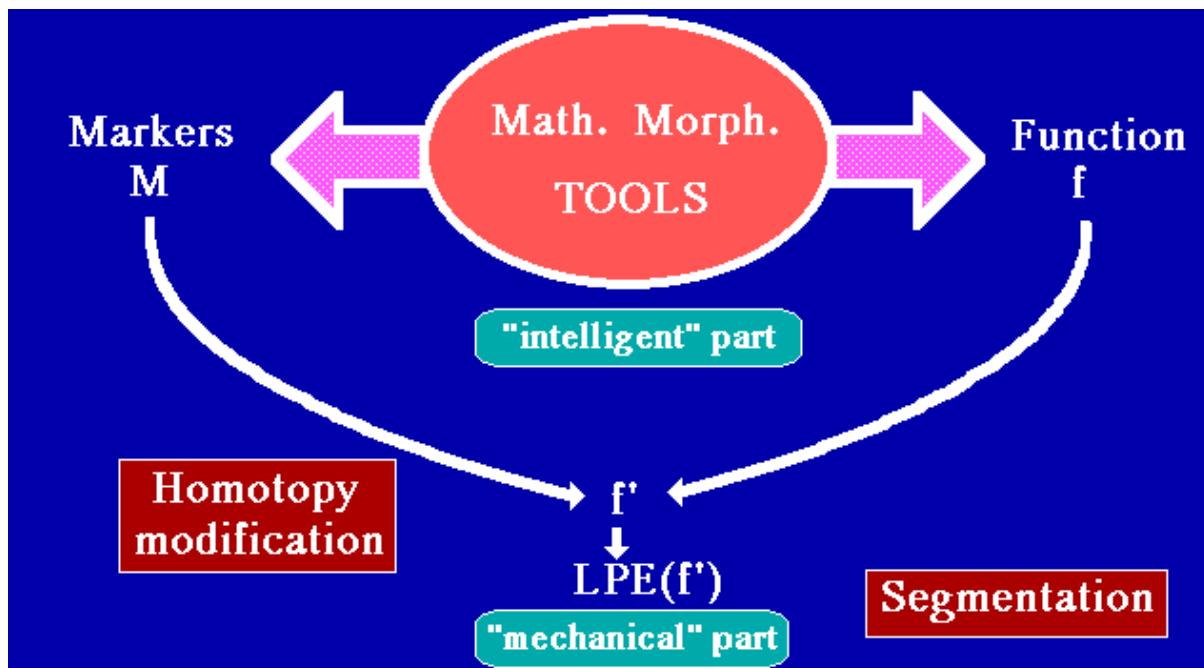 Markers
M
Math. Morph.
TOOLS
Function
f
"intelligent" part
Homotopy
modification
f'
LPE(f')
"mechanical" part
Segmentation